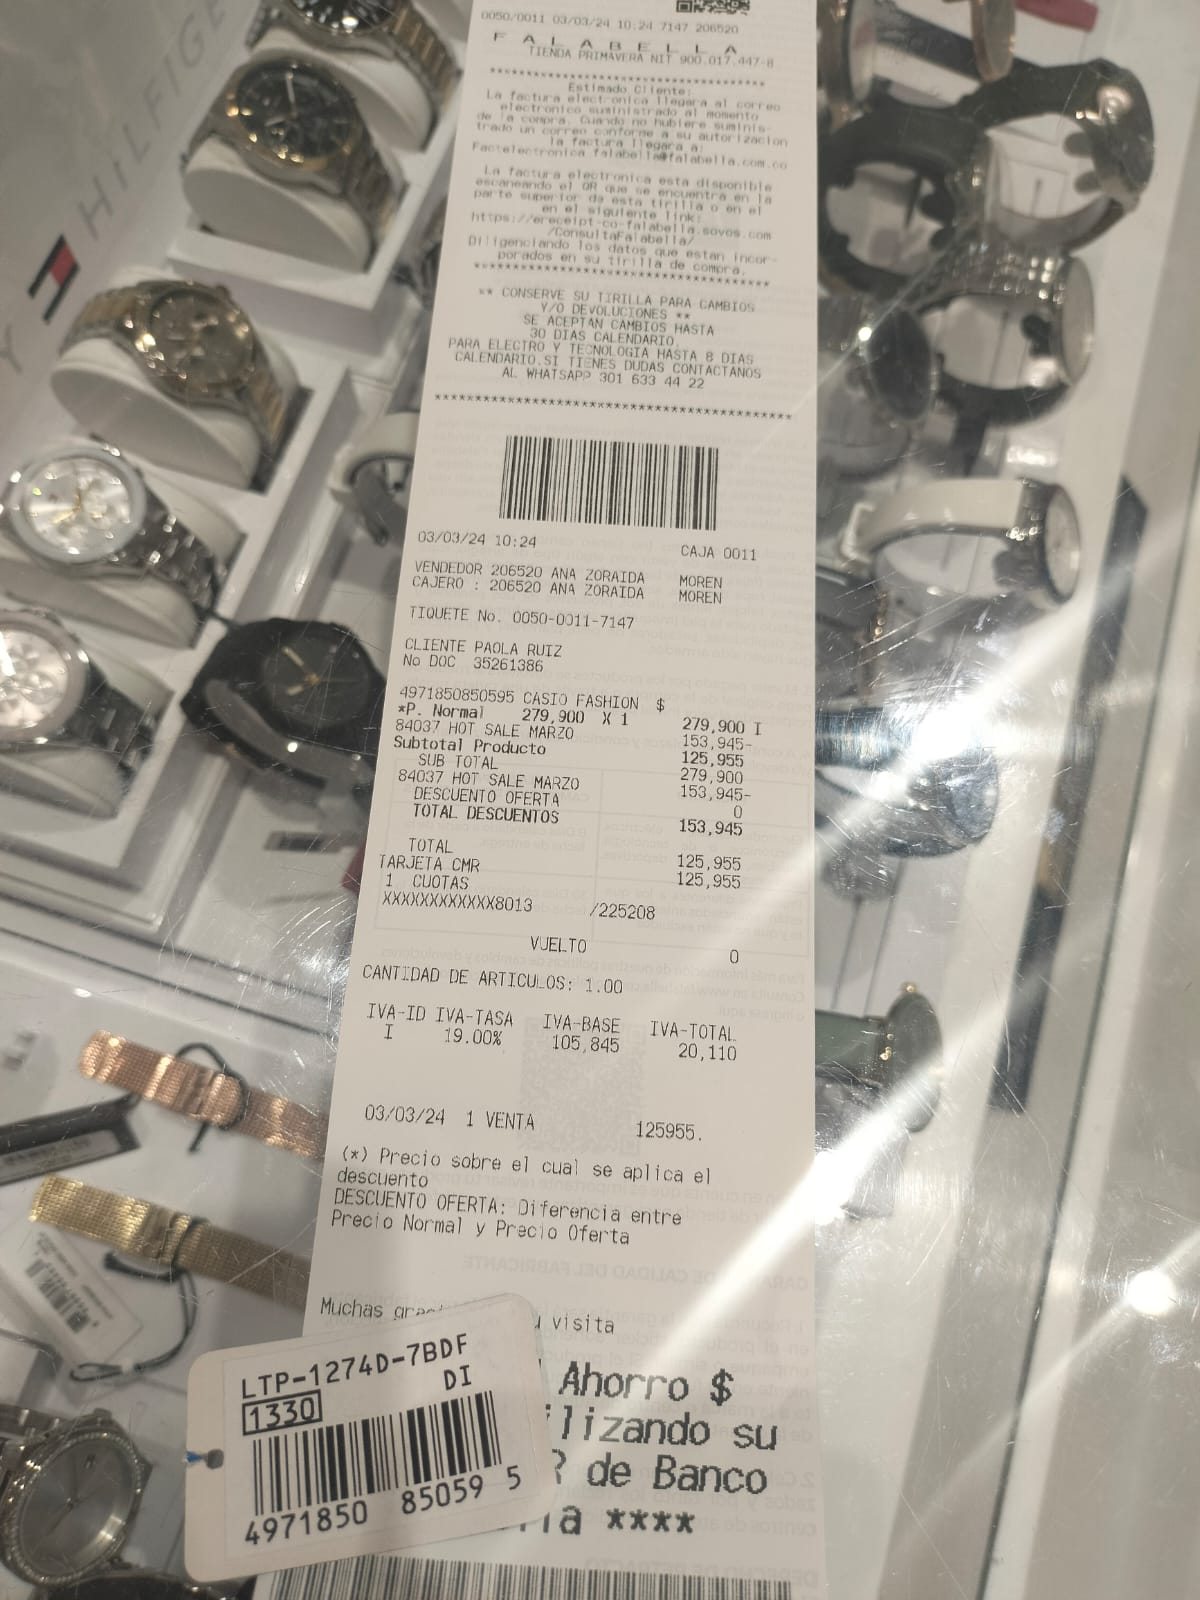 0050/0011 03/03/24 10:24 7147 206520
F A L A B E L L A
TIENDA PRIMAVERA NIT 900.017.447-8
****************************************
Estimado Cliente:
La factura electronica llegara al correo
electronico suministrado al momento
de la compra. Cuando no hubiere suminis-
trado un correo conforme a su autorizacion
la factura llegara a:
Factelectronica.falabella@falabella.com.co
La factura electronica esta disponible
escaneando el QR que se encuentra en la
parte superior de esta tirilla o en el
en el siguiente link:
https://ereceipt-co-falabella.sovos.com
/ConsultaFalabella/
Diligenciando los datos que estan incor-
porados en su tirilla de compra.
****************************************
** CONSERVE SU TIRILLA PARA CAMBIOS
Y/O DEVOLUCIONES **
SE ACEPTAN CAMBIOS HASTA
30 DIAS CALENDARIO.
PARA ELECTRO Y TECNOLOGIA HASTA 8 DIAS
CALENDARIO.SI TIENES DUDAS CONTACTANOS
AL WHATSAPP 301 633 44 22
****************************************
03/03/24 10:24 CAJA 0011
VENDEDOR 206520 ANA ZORAIDA MOREN
CAJERO : 206520 ANA ZORAIDA MOREN
TIQUETE No. 0050-0011-7147
CLIENTE PAOLA RUIZ
No DOC 35261386
4971850850595 CASIO FASHION $
*P. Normal 279,900 X 1 279,900 I
84037 HOT SALE MARZO 153,945-
Subtotal Producto 125,955
SUB TOTAL 279,900
84037 HOT SALE MARZO 153,945-
DESCUENTO OFERTA 0
TOTAL DESCUENTOS 153,945
TOTAL 125,955
TARJETA CMR 125,955
1 CUOTAS
XXXXXXXXXXXX8013 /225208
VUELTO 0
CANTIDAD DE ARTICULOS: 1.00
IVA-ID IVA-TASA IVA-BASE IVA-TOTAL
I 19.00% 105,845 20,110
03/03/24 1 VENTA 125955.
(*) Precio sobre el cual se aplica el
descuento
DESCUENTO OFERTA: Diferencia entre
Precio Normal y Precio Oferta
Muchas visita
Ahorro $
su
de Banco
****
LTP-1274D-7BDF
DI
1330
4971850 85059 5
HILFIGE